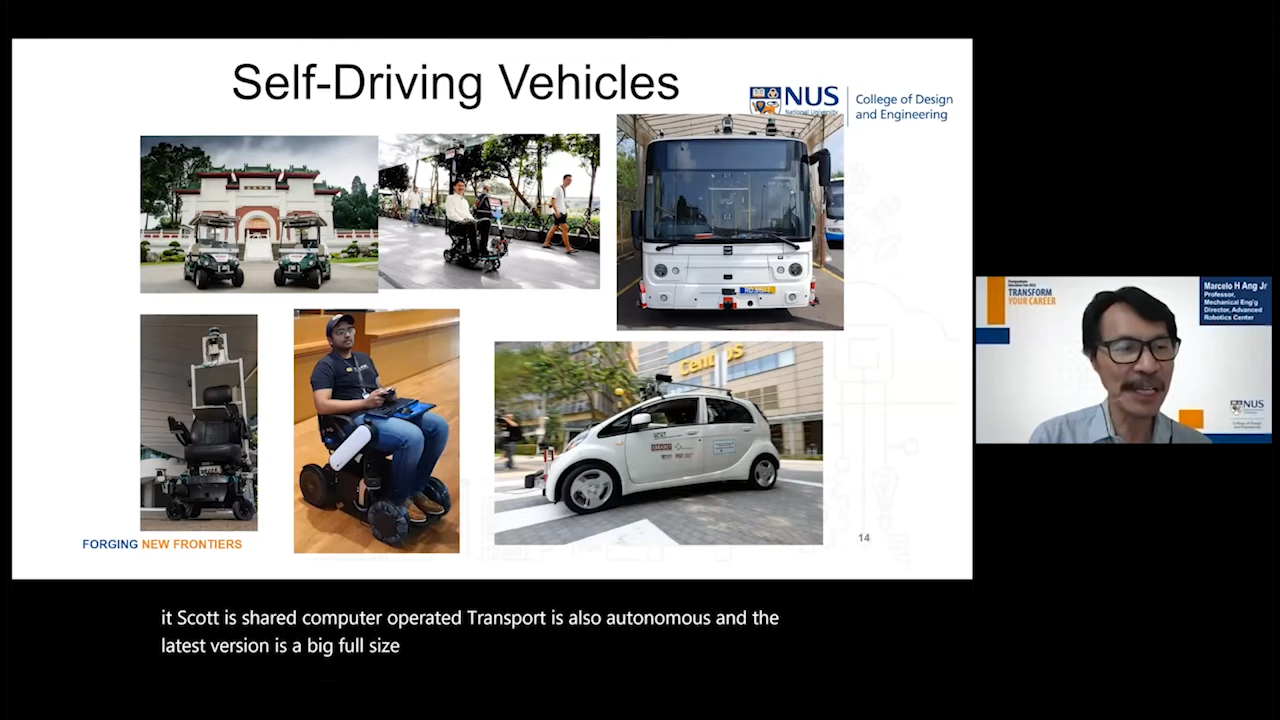 Self-Driving Vehicles
NUS
National University
College of Design
and Engineering
Centros
FORGING NEW FRONTIERS
14
TRANSFORM
YOUR CAREER
Marcelo H Ang Jr
Professor,
Mechanical Eng'g
Director, Advanced
Robotics Center
NUS
it Scott is shared computer operated Transport is also autonomous and the
latest version is a big full size